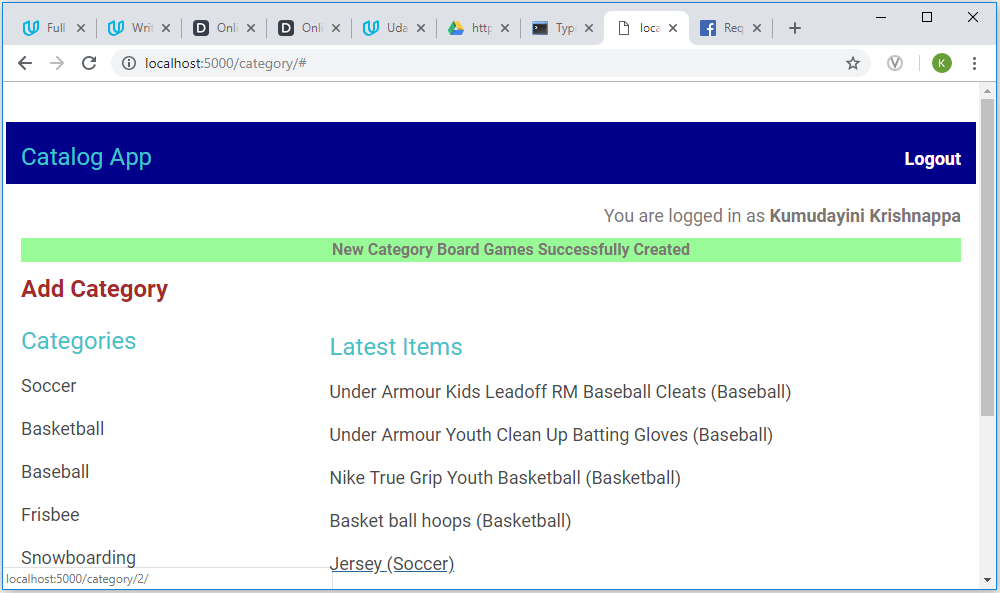 Full
Writ
Onli
Onli
Uda
http
Type
loca
Req
localhost:5000/category/#
K
Catalog App
Logout
You are logged in as Kumudayini Krishnappa
New Category Board Games Successfully Created
Add Category
Categories
Latest Items
Soccer
Under Armour Kids Leadoff RM Baseball Cleats (Baseball)
Basketball
Under Armour Youth Clean Up Batting Gloves (Baseball)
Baseball
Nike True Grip Youth Basketball (Basketball)
Frisbee
Basket ball hoops (Basketball)
Snowboarding
Jersey (Soccer)
localhost:5000/category/2/